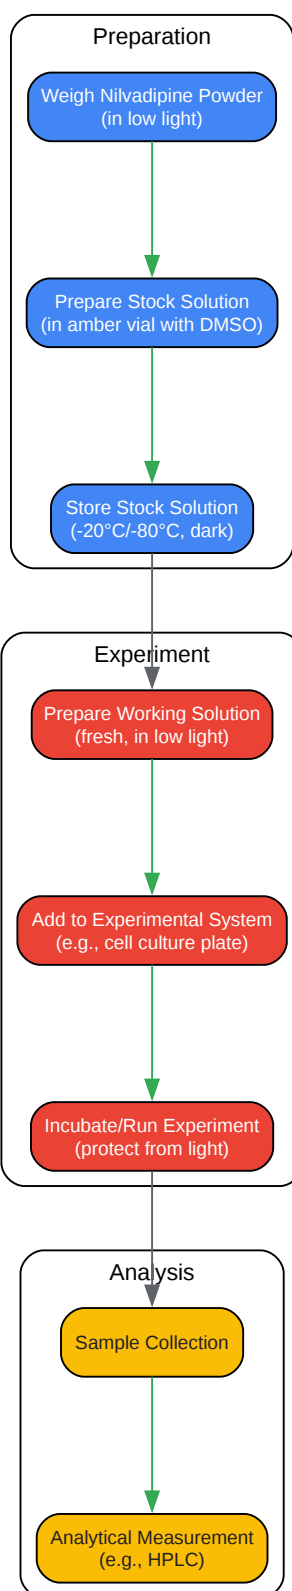 Preparation
Weigh Nilvadipine Powder
(in low light)
Prepare Stock Solution
(in amber vial with DMSO)
Store Stock Solution
(-20°C/-80°C, dark)
Experiment
Prepare Working Solution
(fresh, in low light)
Add to Experimental System
(e.g., cell culture plate)
Incubate/Run Experiment
(protect from light)
Analysis
Sample Collection
Analytical Measurement
(e.g., HPLC)